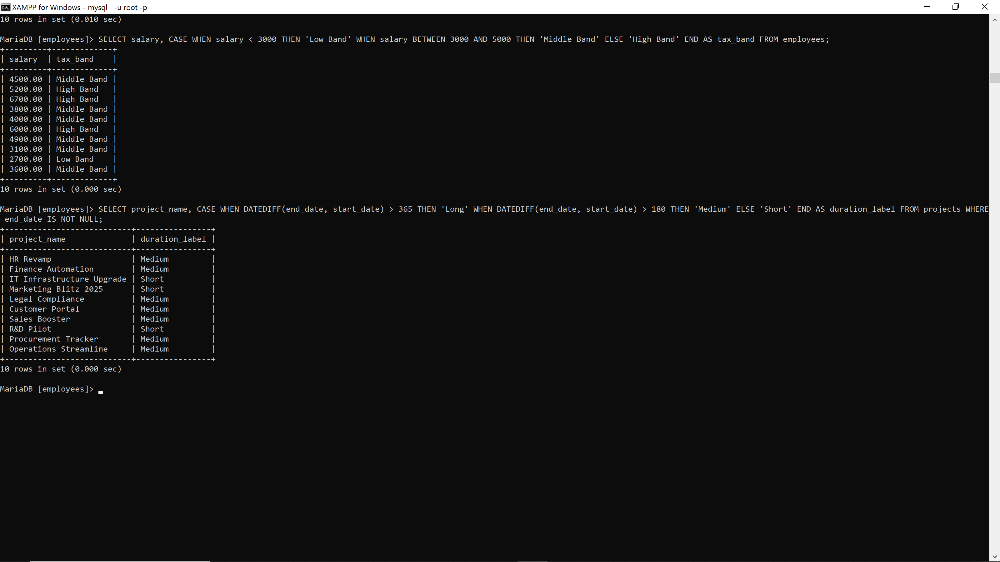 XAMPP for Windows - mysql  -u root -p
10 rows in set (0.010 sec)
MariaDB [employees]> SELECT salary, CASE WHEN salary < 3000 THEN 'Low Band' WHEN salary BETWEEN 3000 AND 5000 THEN 'Middle Band' ELSE 'High Band' END AS tax_band FROM employees;
+---------+-------------+
| salary  | tax_band    |
+---------+-------------+
| 4500.00 | Middle Band |
| 5200.00 | High Band   |
| 6700.00 | High Band   |
| 3800.00 | Middle Band |
| 4000.00 | Middle Band |
| 6000.00 | High Band   |
| 4900.00 | Middle Band |
| 3100.00 | Middle Band |
| 2700.00 | Low Band    |
| 3600.00 | Middle Band |
+---------+-------------+
10 rows in set (0.000 sec)
MariaDB [employees]> SELECT project_name, CASE WHEN DATEDIFF(end_date, start_date) > 365 THEN 'Long' WHEN DATEDIFF(end_date, start_date) > 180 THEN 'Medium' ELSE 'Short' END AS duration_label FROM projects WHERE
 end_date IS NOT NULL;
+---------------------------+----------------+
| project_name              | duration_label |
+---------------------------+----------------+
| HR Revamp                 | Medium         |
| Finance Automation        | Medium         |
| IT Infrastructure Upgrade | Short          |
| Marketing Blitz 2025      | Short          |
| Legal Compliance          | Medium         |
| Customer Portal           | Medium         |
| Sales Booster             | Medium         |
| R&D Pilot                 | Short          |
| Procurement Tracker       | Medium         |
| Operations Streamline     | Medium         |
+---------------------------+----------------+
10 rows in set (0.000 sec)
MariaDB [employees]> _